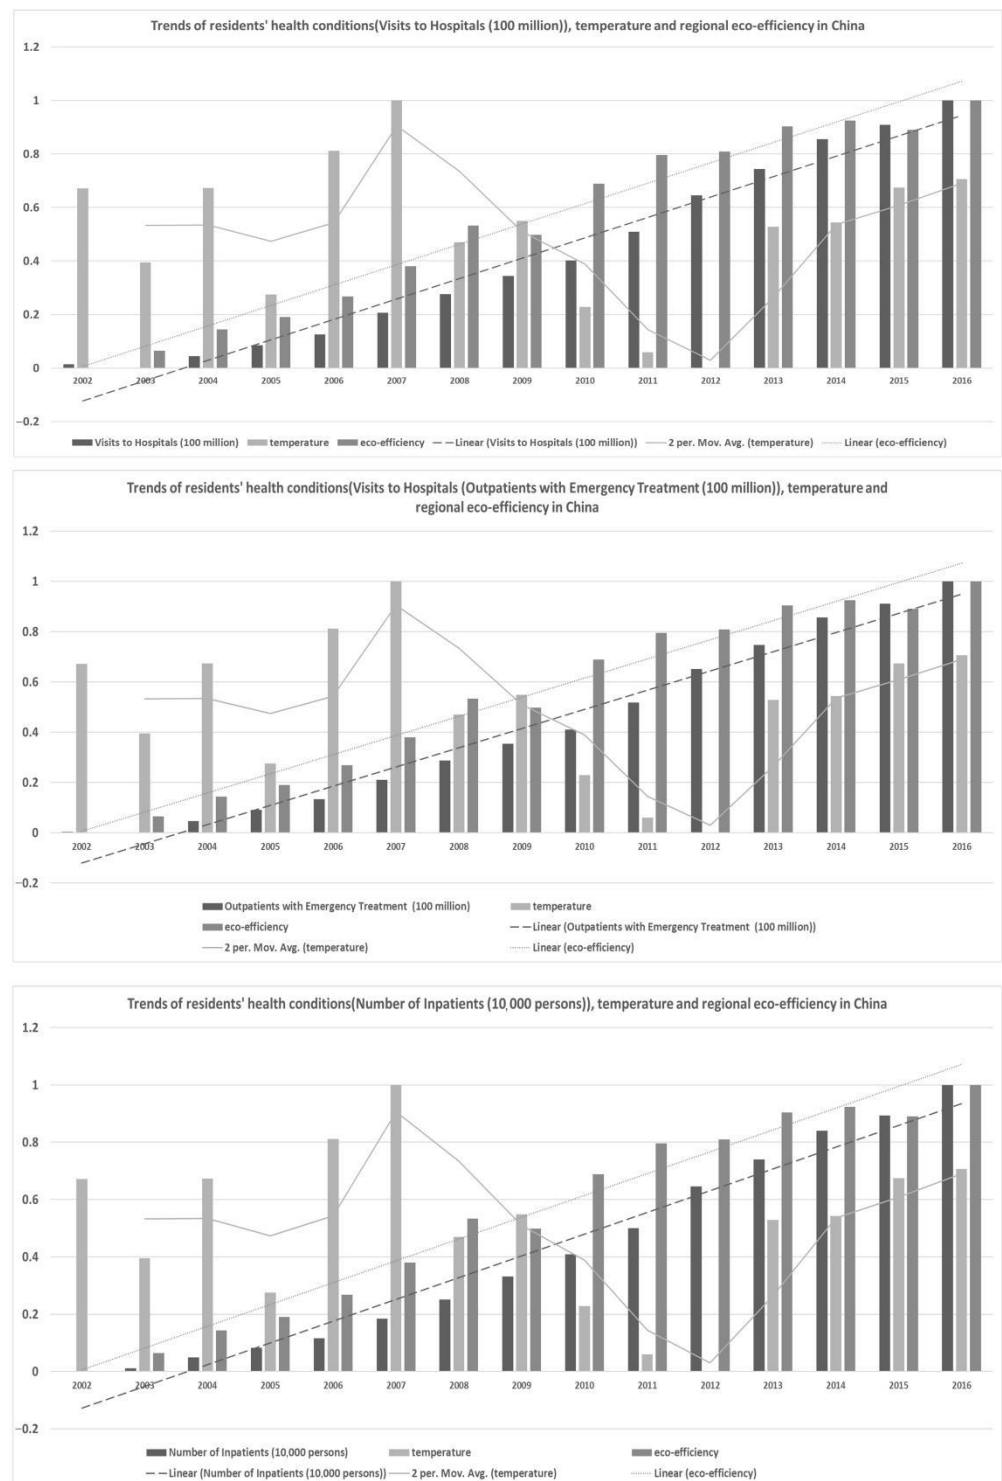 Trends of residents' health conditions(Visits to Hospitals (100 million)), temperature and regional eco-efficiency in China
1.2
1
0.8
0.6
0.4
0.2
0
−0.2
2002 2003 2004 2005 2006 2007 2008 2009 2010 2011 2012 2013 2014 2015 2016
Visits to Hospitals (100 million) temperature eco-efficiency Linear (Visits to Hospitals (100 million)) 2 per. Mov. Avg. (temperature) Linear (eco-efficiency)
Trends of residents' health conditions(Visits to Hospitals (Outpatients with Emergency Treatment (100 million)), temperature and
regional eco-efficiency in China
1.2
1
0.8
0.6
0.4
0.2
0
−0.2
2002 2003 2004 2005 2006 2007 2008 2009 2010 2011 2012 2013 2014 2015 2016
Outpatients with Emergency Treatment (100 million) temperature
eco-efficiency Linear (Outpatients with Emergency Treatment (100 million))
2 per. Mov. Avg. (temperature) Linear (eco-efficiency)
Trends of residents' health conditions(Number of Inpatients (10,000 persons)), temperature and regional eco-efficiency in China
1.2
1
0.8
0.6
0.4
0.2
0
−0.2
2002 2003 2004 2005 2006 2007 2008 2009 2010 2011 2012 2013 2014 2015 2016
Number of Inpatients (10,000 persons) temperature eco-efficiency
Linear (Number of Inpatients (10,000 persons)) 2 per. Mov. Avg. (temperature) Linear (eco-efficiency)